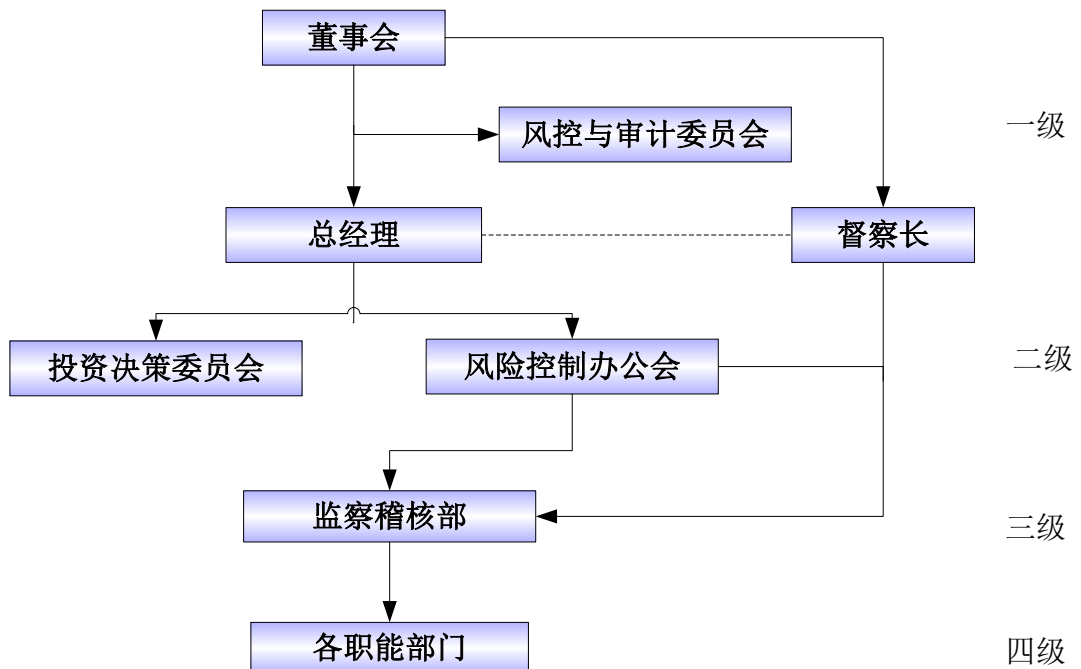 董事会
风控与审计委员会
一级
总经理
督察长
投资决策委员会
风险控制办公会
二级
监察稽核部
三级
各职能部门
四级